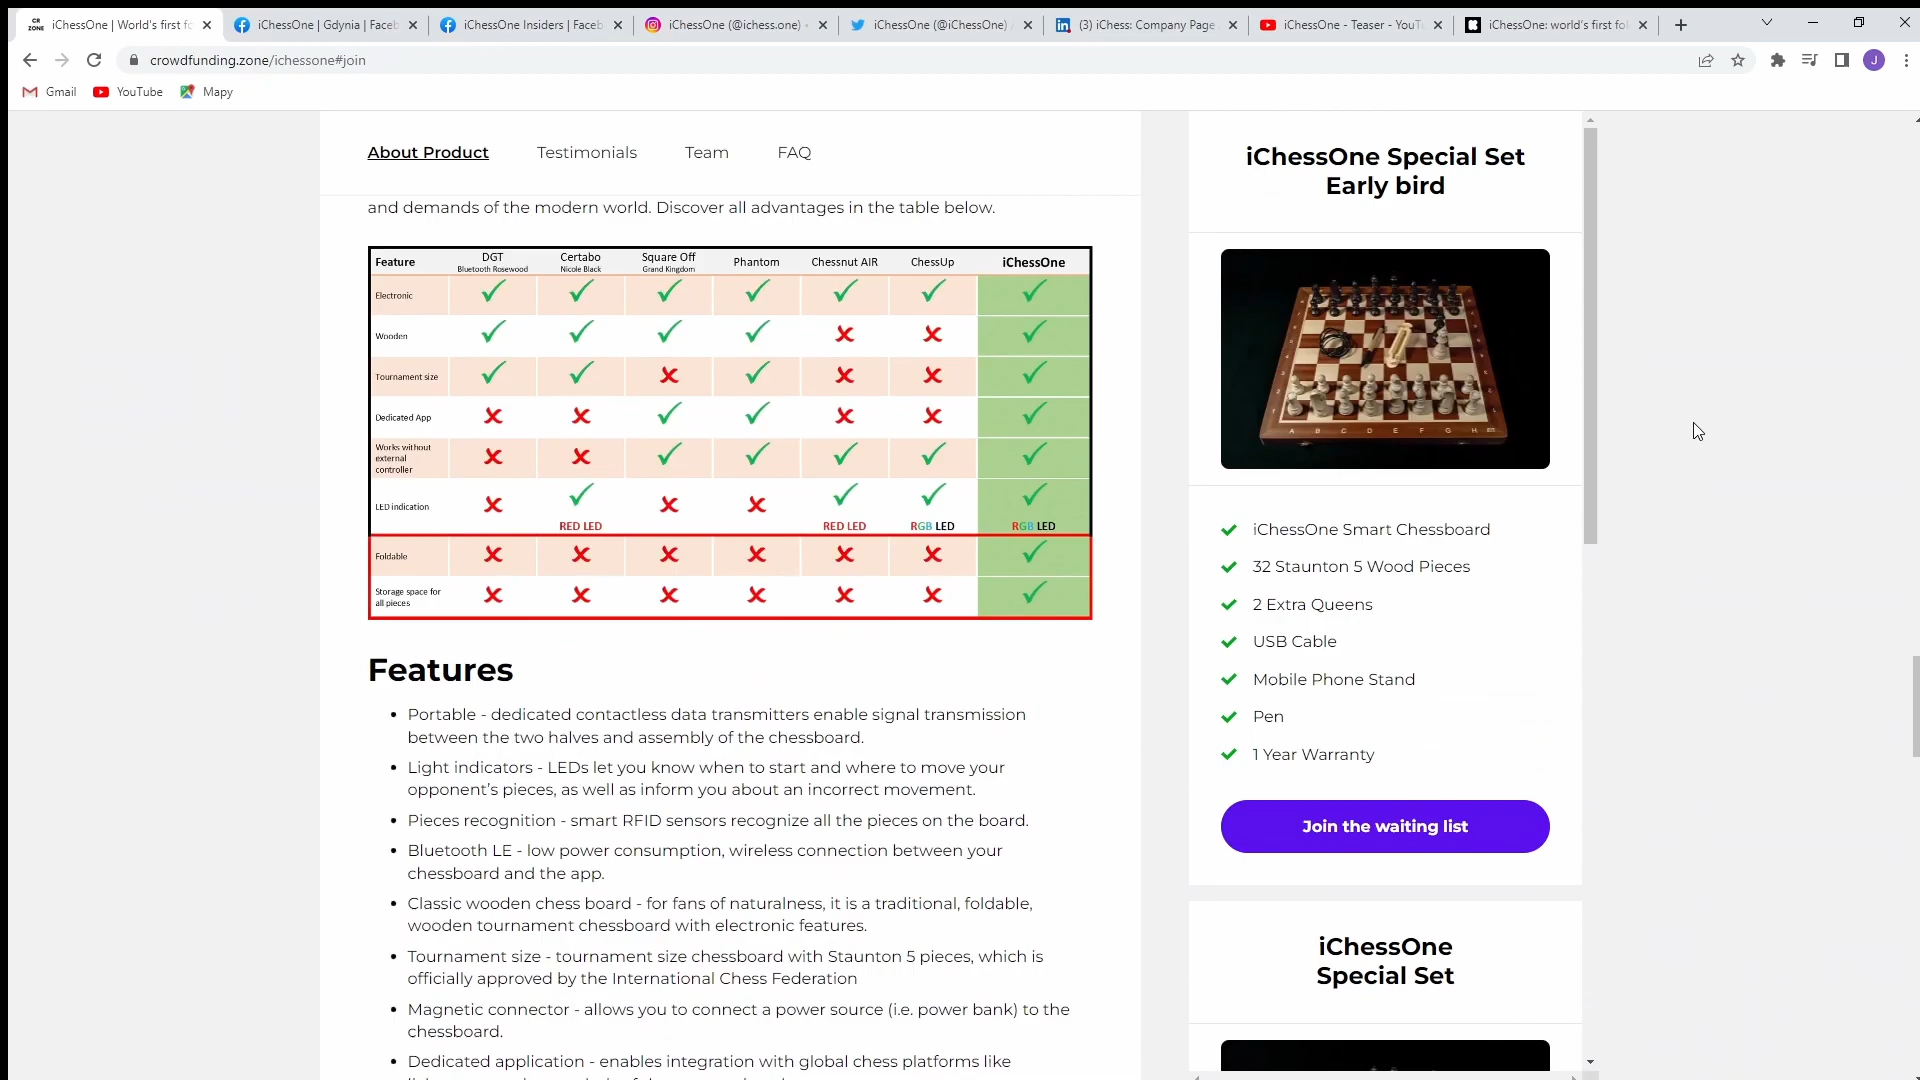 CR ZONE iChessOne | World's first fo
iChessOne | Gdynia | Faceb
iChessOne Insiders | Faceb
iChessOne (@ichess.one) •
iChessOne (@iChessOne) /
(3) iChess: Company Page
iChessOne - Teaser - YouTu
iChessOne: world's first fol
crowdfunding.zone/ichessone#join
J
Gmail YouTube Mapy
About Product Testimonials Team FAQ
and demands of the modern world. Discover all advantages in the table below.
Feature DGT Certabo Square Off Phantom Chessnut AIR ChessUp iChessOne
Bluetooth Rosewood Nicole Black Grand Kingdom
Electronic
Wooden
Tournament size
Dedicated App
Works without
external
controller
LED indication
RED LED RED LED RGB LED RGB LED
Foldable
Storage space for
all pieces
Features
• Portable - dedicated contactless data transmitters enable signal transmission
between the two halves and assembly of the chessboard.
• Light indicators - LEDs let you know when to start and where to move your
opponent's pieces, as well as inform you about an incorrect movement.
• Pieces recognition - smart RFID sensors recognize all the pieces on the board.
• Bluetooth LE - low power consumption, wireless connection between your
chessboard and the app.
• Classic wooden chess board - for fans of naturalness, it is a traditional, foldable,
wooden tournament chessboard with electronic features.
• Tournament size - tournament size chessboard with Staunton 5 pieces, which is
officially approved by the International Chess Federation
• Magnetic connector - allows you to connect a power source (i.e. power bank) to the
chessboard.
• Dedicated application - enables integration with global chess platforms like
iChessOne Special Set
Early bird
A B C D E F G H
iChessOne Smart Chessboard
32 Staunton 5 Wood Pieces
2 Extra Queens
USB Cable
Mobile Phone Stand
Pen
1 Year Warranty
Join the waiting list
iChessOne
Special Set